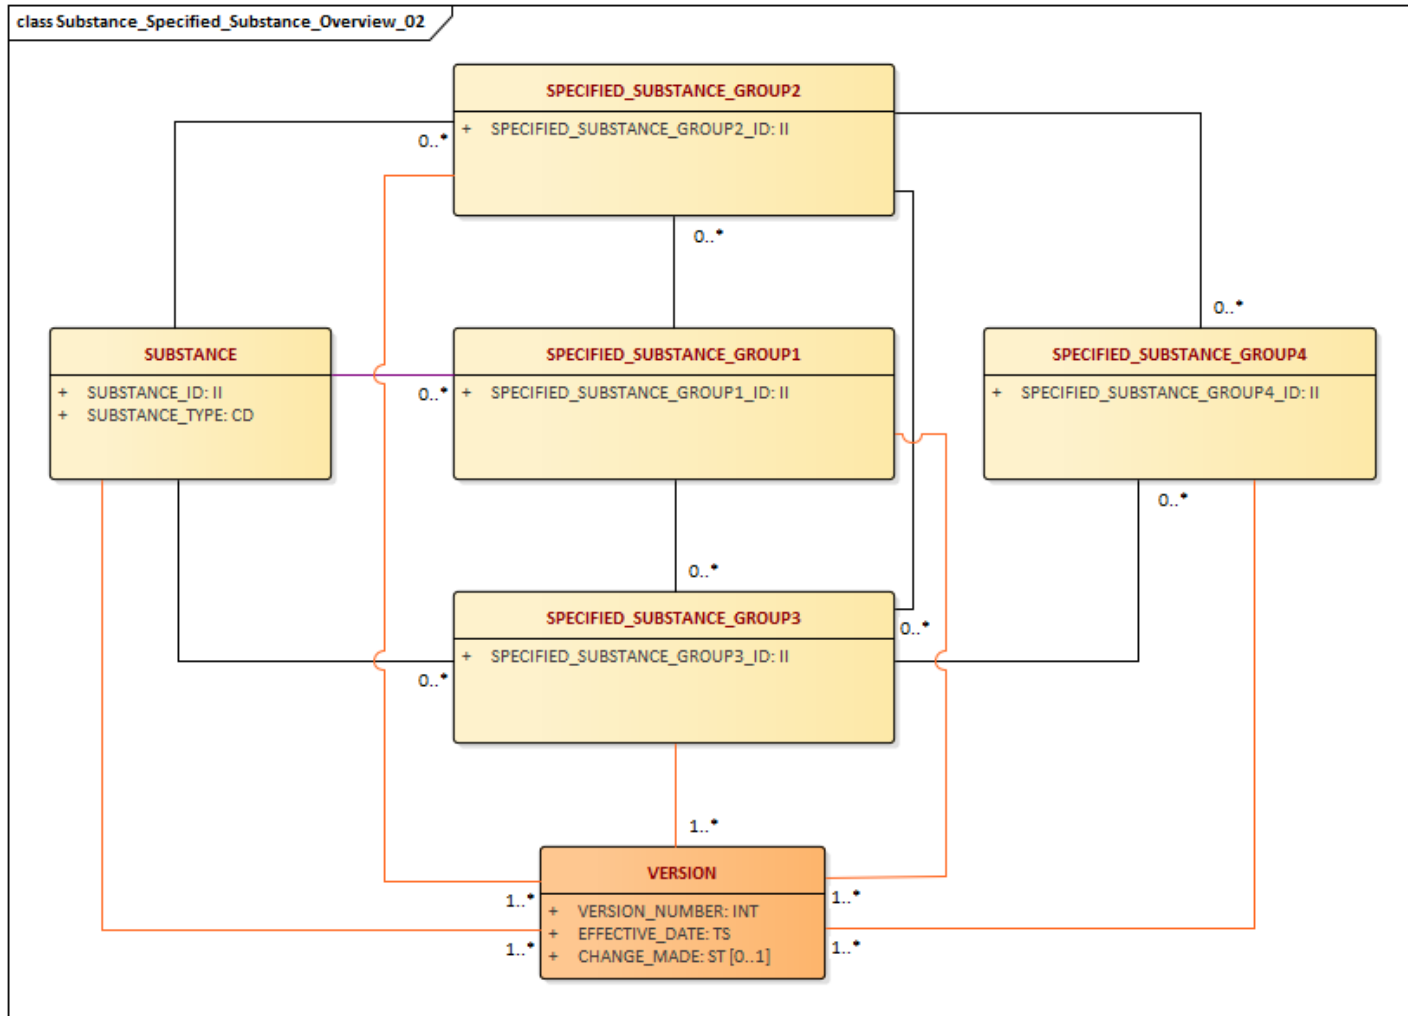 class Substance_Specified_Substance_Overview_02
SPECIFIED_SUBSTANCE_GROUP2
+ SPECIFIED_SUBSTANCE_GROUP2_ID: II
0..*
0..*
0..*
SUBSTANCE
+ SUBSTANCE_ID: II
+ SUBSTANCE_TYPE: CD
SPECIFIED_SUBSTANCE_GROUP1
+ SPECIFIED_SUBSTANCE_GROUP1_ID: II
0..*
SPECIFIED_SUBSTANCE_GROUP4
+ SPECIFIED_SUBSTANCE_GROUP4_ID: II
0..*
0..*
SPECIFIED_SUBSTANCE_GROUP3
+ SPECIFIED_SUBSTANCE_GROUP3_ID: II
0..*
0..*
1..*
VERSION
+ VERSION_NUMBER: INT
+ EFFECTIVE_DATE: TS
+ CHANGE_MADE: ST [0..1]
1..*
1..*
1..*
1..*